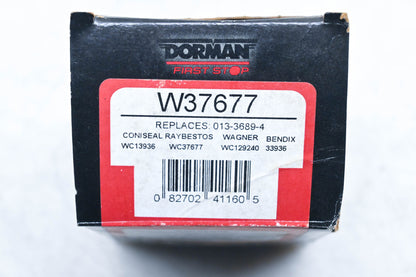 DORMAN
FIRST STOP
W37677
REPLACES: 013-3689-4
CONISEAL RAYBESTOS WAGNER BENDIX
WC13936 WC37677 WC129240 33936
0 82702 41160 5